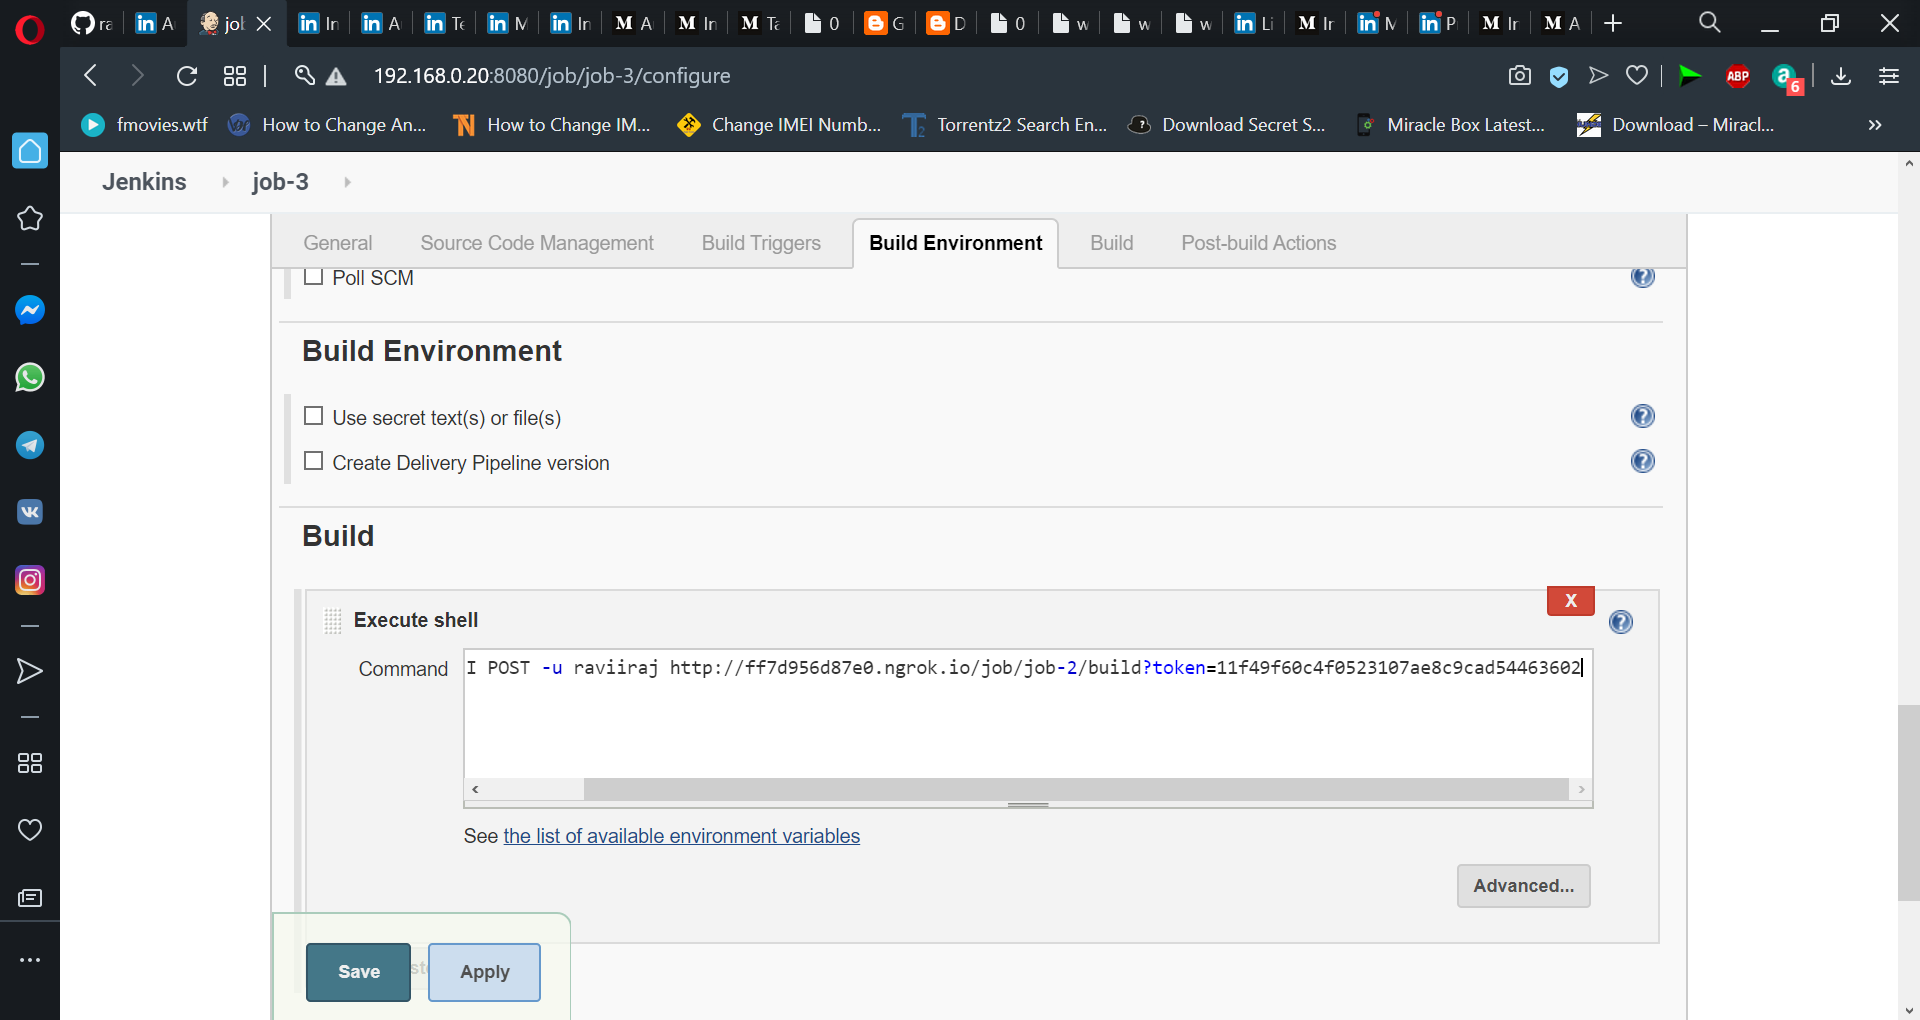 ra
A
jol
In
A
Te
M
In
A
In
Ta
0
G
D
0
w
w
w
Li
Ir
M
P
Ir
A
192.168.0.20:8080/job/job-3/configure
ABP
6
fmovies.wtf
How to Change An...
How to Change IM...
Change IMEI Numb...
Torrentz2 Search En...
Download Secret S...
Miracle Box Latest...
Download – Miracl...
Jenkins
job-3
General
Source Code Management
Build Triggers
Build Environment
Build
Post-build Actions
Poll SCM
Build Environment
Use secret text(s) or file(s)
Create Delivery Pipeline version
Build
X
Execute shell
Command
I POST -u raviiraj http://ff7d956d87e0.ngrok.io/job/job-2/build?token=11f49f60c4f0523107ae8c9cad54463602
See the list of available environment variables
Advanced...
Save
Apply